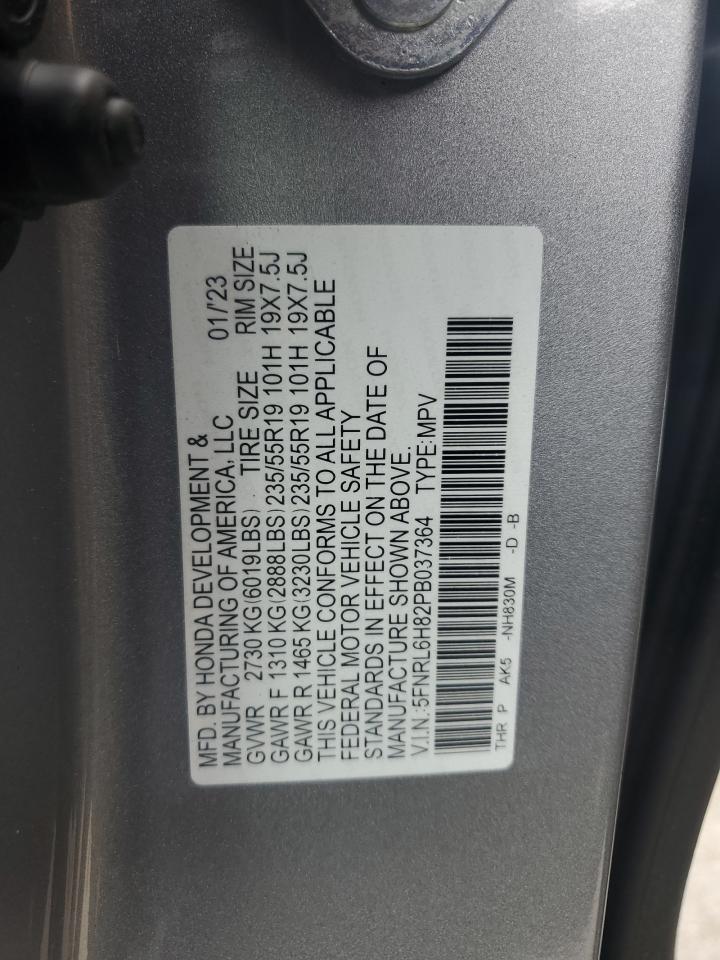 MFD. BY HONDA DEVELOPMENT &
MANUFACTURING OF AMERICA, LLC 01/'23
GVWR 2730 KG(6019LBS) TIRE SIZE RIM SIZE
GAWR F 1310 KG(2888LBS)235/55R19 101H 19X7.5J
GAWR R 1465 KG(3230LBS)235/55R19 101H 19X7.5J
THIS VEHICLE CONFORMS TO ALL APPLICABLE
FEDERAL MOTOR VEHICLE SAFETY
STANDARDS IN EFFECT ON THE DATE OF
MANUFACTURE SHOWN ABOVE.
V.I.N.:5FNRL6H82PB037364 TYPE:MPV
THR P AK5 -NH830M -D -B